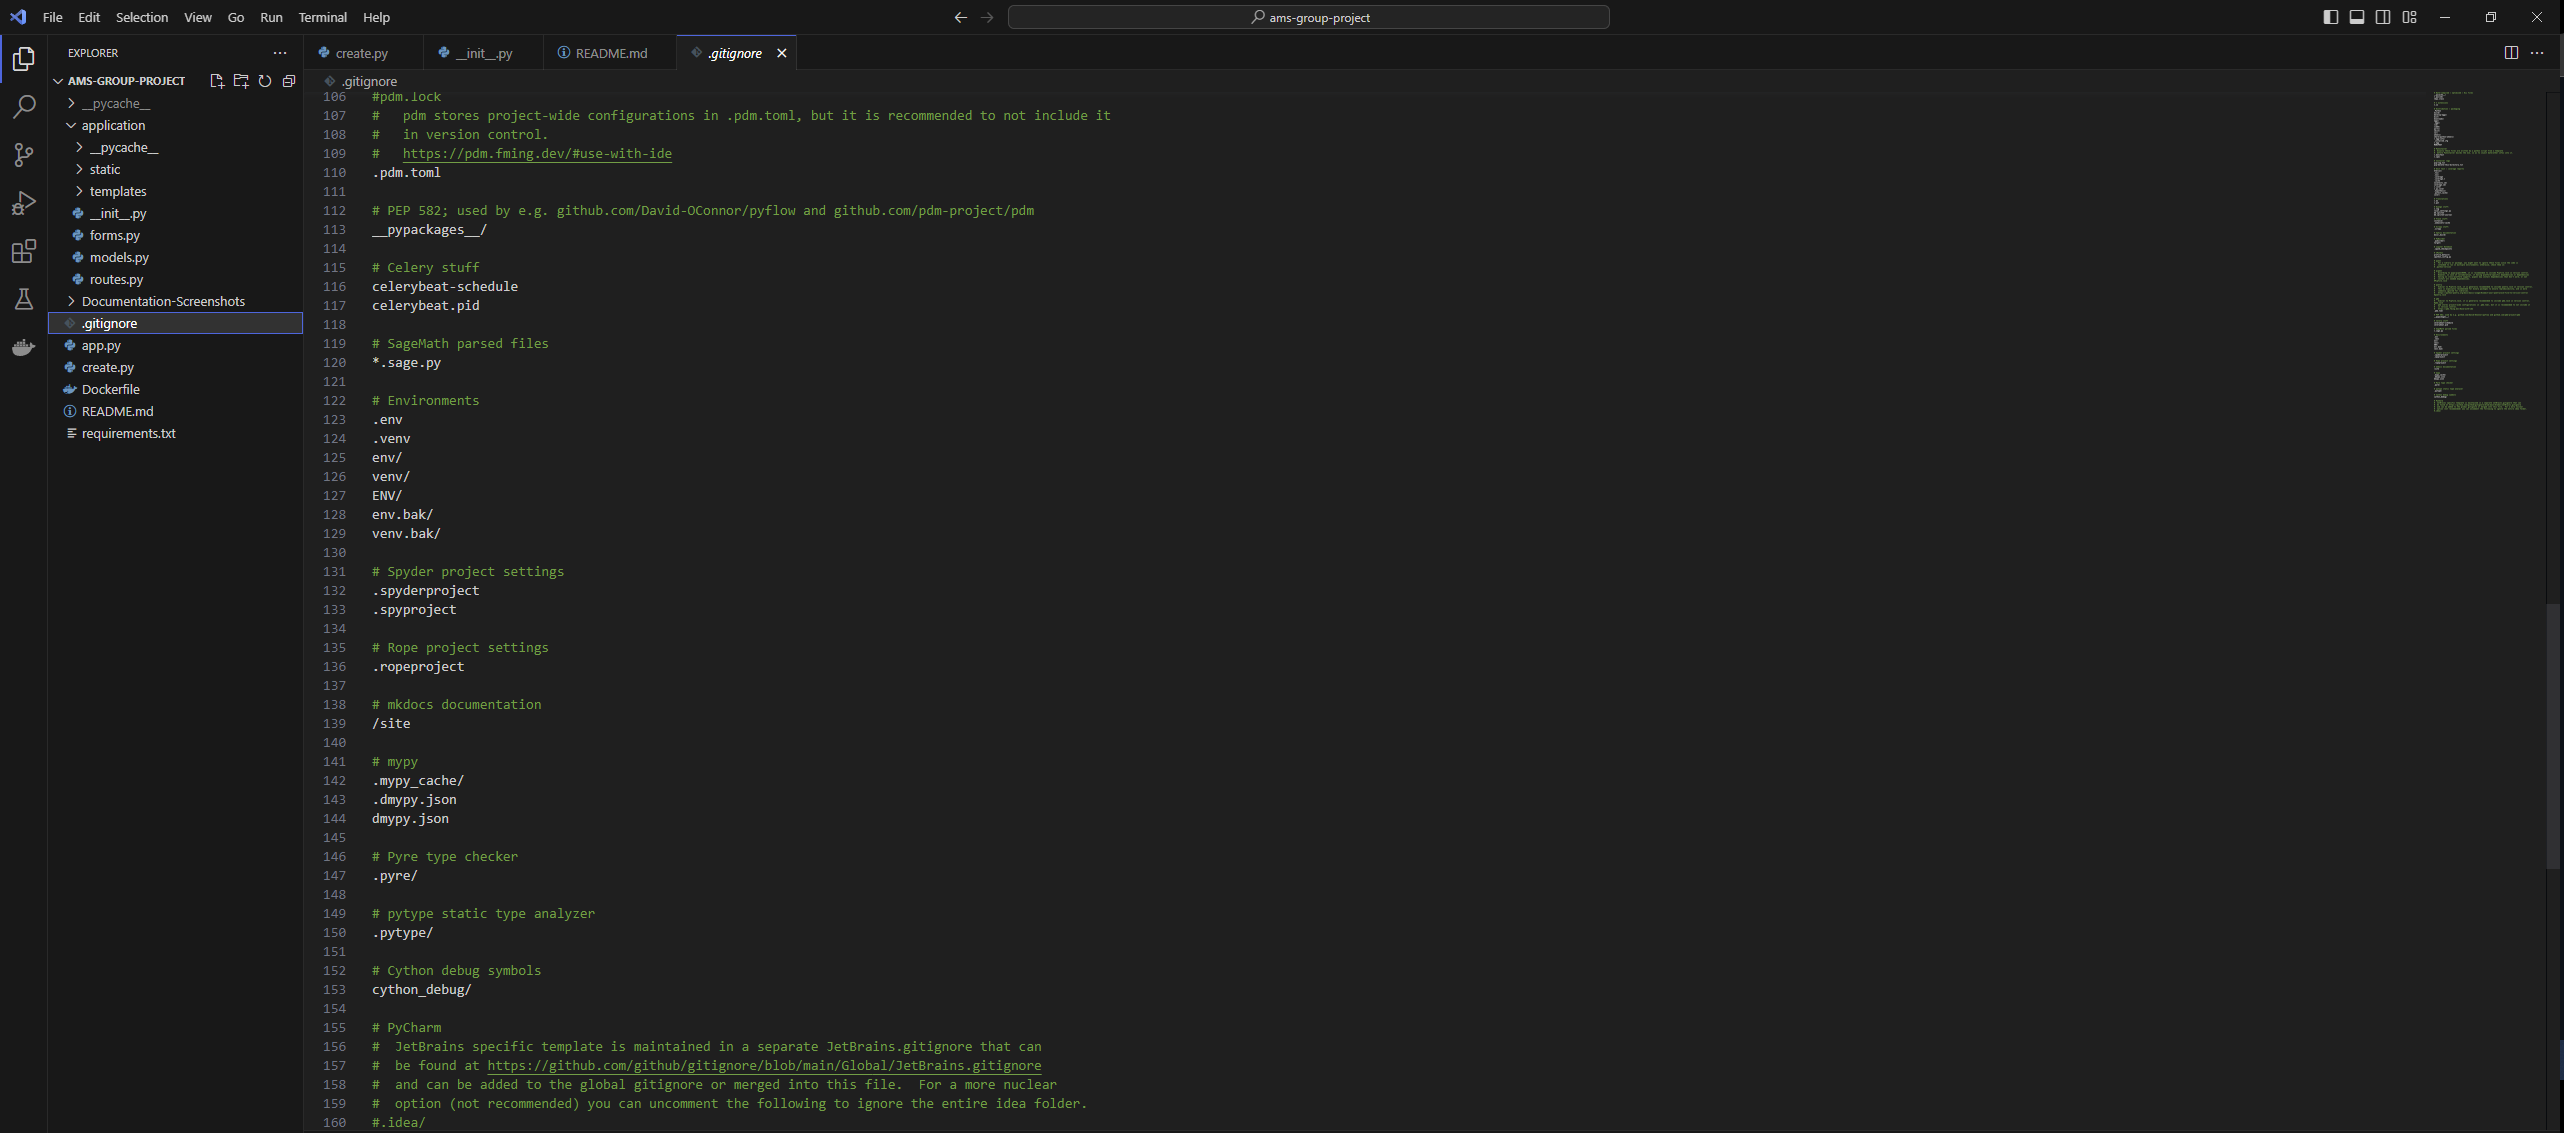 File Edit Selection View Go Run Terminal Help
ams-group-project
EXPLORER
AMS-GROUP-PROJECT
__pycache__
application
__pycache__
static
templates
__init__.py
forms.py
models.py
routes.py
Documentation-Screenshots
.gitignore
app.py
create.py
Dockerfile
README.md
requirements.txt
create.py __init__.py README.md .gitignore
.gitignore
106 #pdm.lock
107 #   pdm stores project-wide configurations in .pdm.toml, but it is recommended to not include it
108 #   in version control.
109 #   https://pdm.fming.dev/#use-with-ide
110 .pdm.toml
111
112 # PEP 582; used by e.g. github.com/David-OConnor/pyflow and github.com/pdm-project/pdm
113 __pypackages__/
114
115 # Celery stuff
116 celerybeat-schedule
117 celerybeat.pid
118
119 # SageMath parsed files
120 *.sage.py
121
122 # Environments
123 .env
124 .venv
125 env/
126 venv/
127 ENV/
128 env.bak/
129 venv.bak/
130
131 # Spyder project settings
132 .spyderproject
133 .spyproject
134
135 # Rope project settings
136 .ropeproject
137
138 # mkdocs documentation
139 /site
140
141 # mypy
142 .mypy_cache/
143 .dmypy.json
144 dmypy.json
145
146 # Pyre type checker
147 .pyre/
148
149 # pytype static type analyzer
150 .pytype/
151
152 # Cython debug symbols
153 cython_debug/
154
155 # PyCharm
156 #  JetBrains specific template is maintained in a separate JetBrains.gitignore that can
157 #  be found at https://github.com/github/gitignore/blob/main/Global/JetBrains.gitignore
158 #  and can be added to the global gitignore or merged into this file.  For a more nuclear
159 #  option (not recommended) you can uncomment the following to ignore the entire idea folder.
160 #.idea/